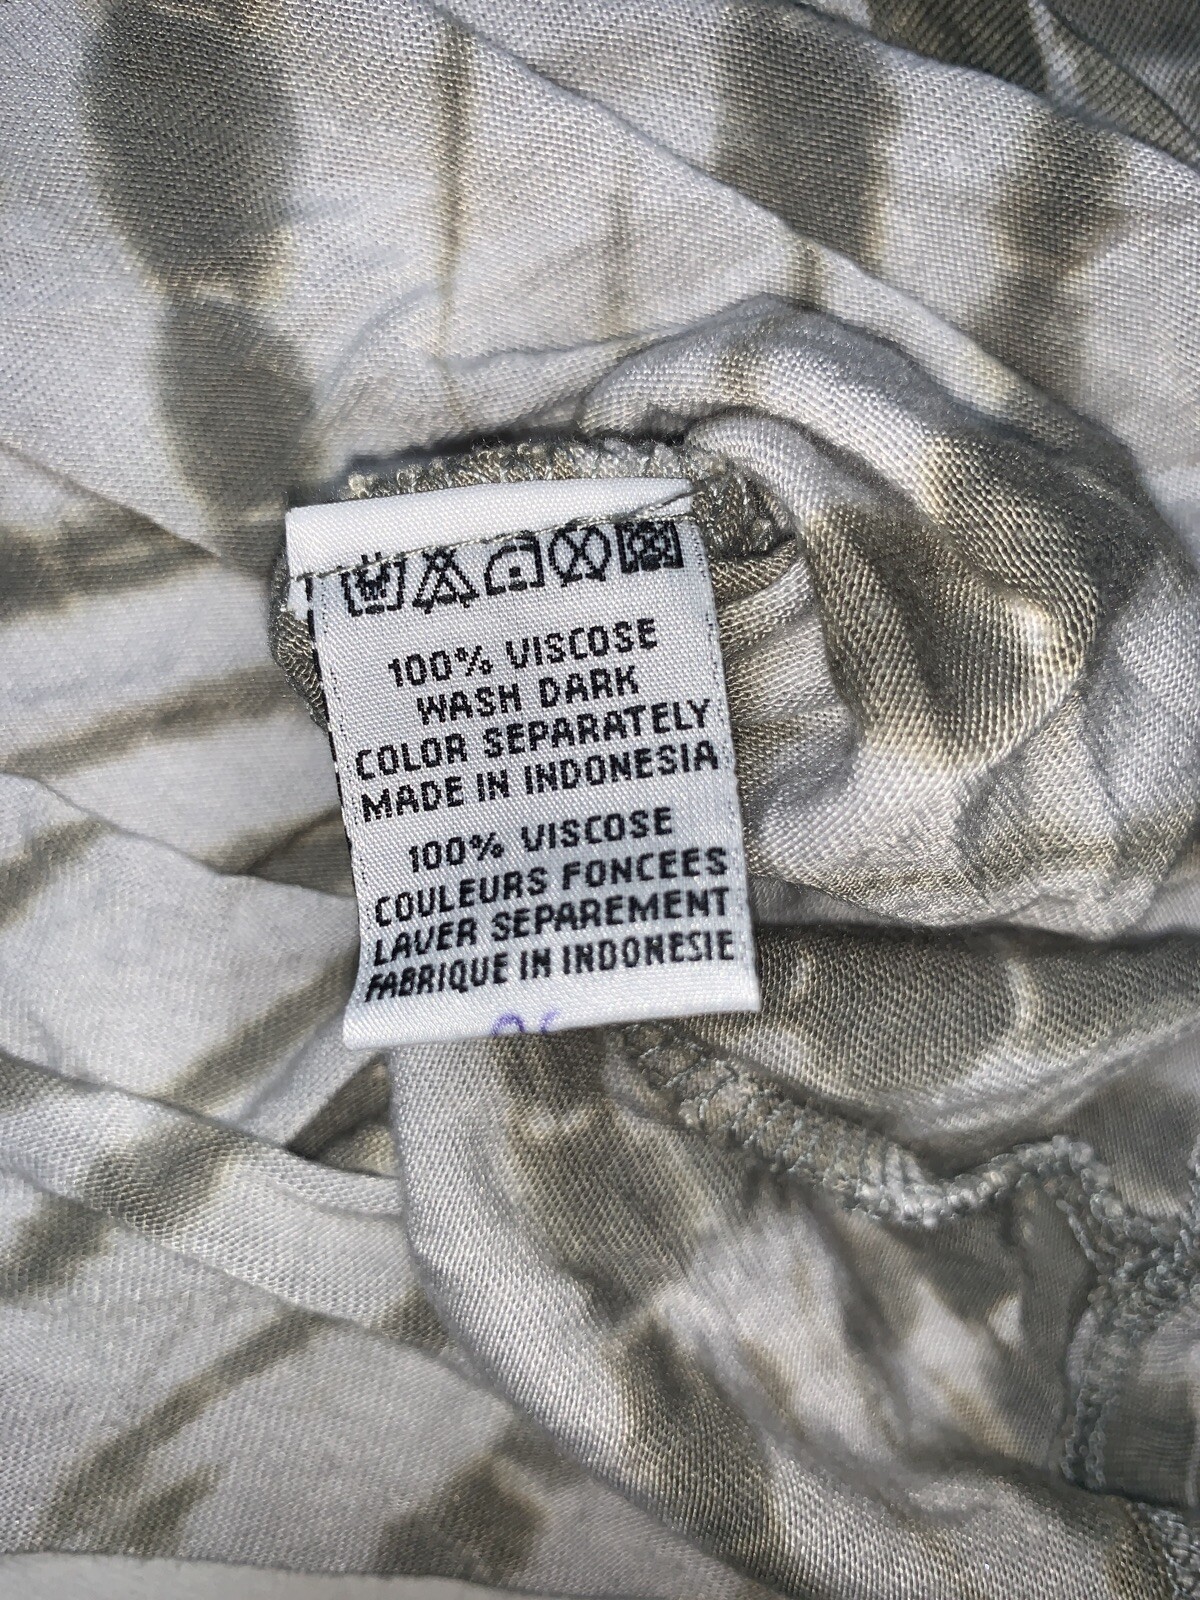 100% VISCOSE
WASH DARK
COLOR SEPARATELY
MADE IN INDONESIA
100% VISCOSE
COULEURS FONCEES
LAVER SEPAREMENT
FABRIQUE IN INDONESIE